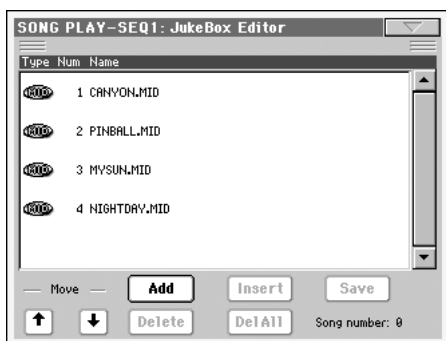 SONG PLAY-SEQ1: JukeBox Editor
Type Num Name
1 CANYON.MID
2 PINBALL.MID
3 MYSUN.MID
4 NIGHTDAY.MID
Move Add Insert Save
Delete DelAll Song number: 0